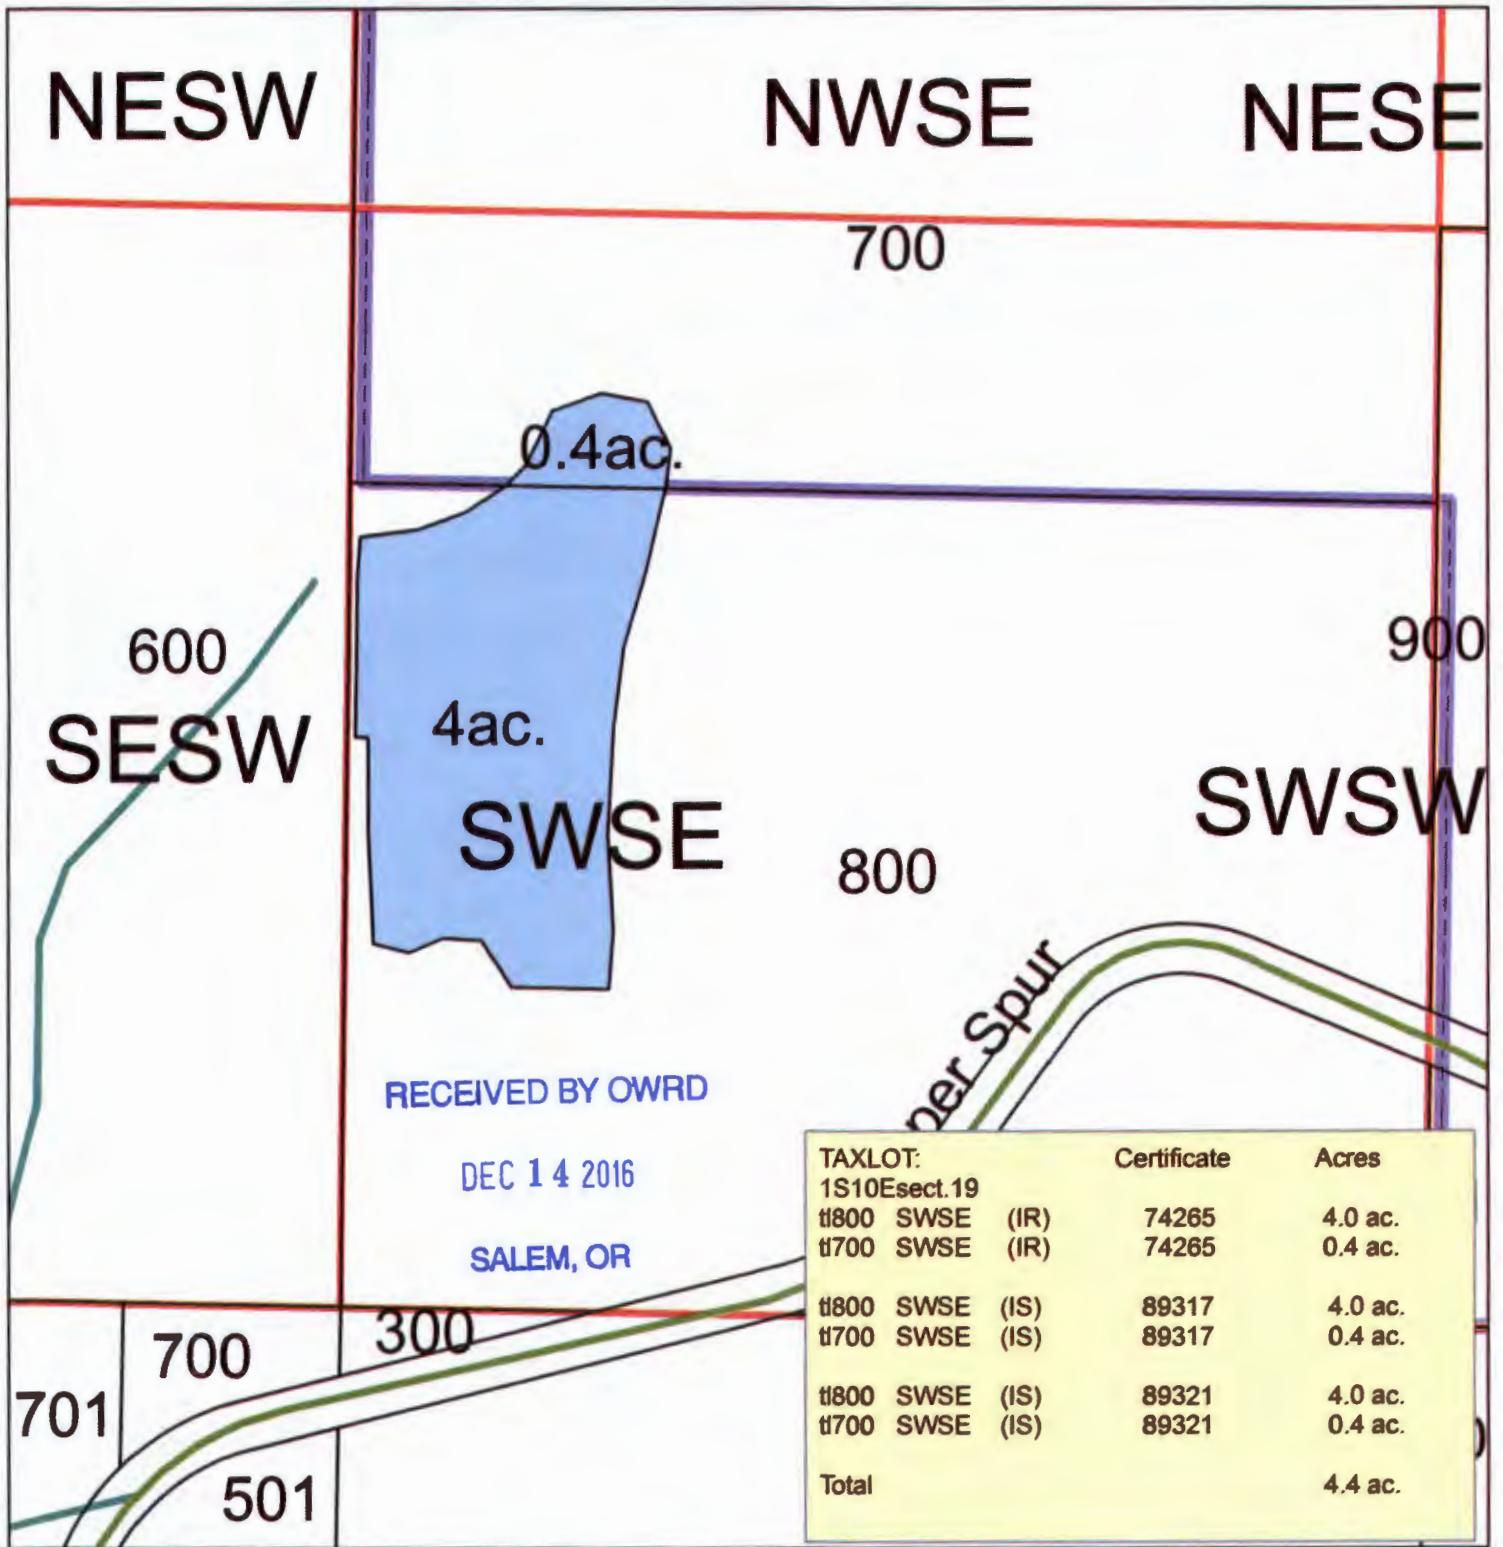 NESW NWSE NESE
700
0.4ac.
600
900
SESW
4ac.
SWSE
SWSW
800
per Spur
RECEIVED BY OWRD
DEC 14 2016
SALEM, OR
TAXLOT: Certificate Acres
1S10Esect.19
tl800 SWSE (IR) 74265 4.0 ac.
tl700 SWSE (IR) 74265 0.4 ac.
tl800 SWSE (IS) 89317 4.0 ac.
tl700 SWSE (IS) 89317 0.4 ac.
tl800 SWSE (IS) 89321 4.0 ac.
tl700 SWSE (IS) 89321 0.4 ac.
Total 4.4 ac.
300
700
701
501